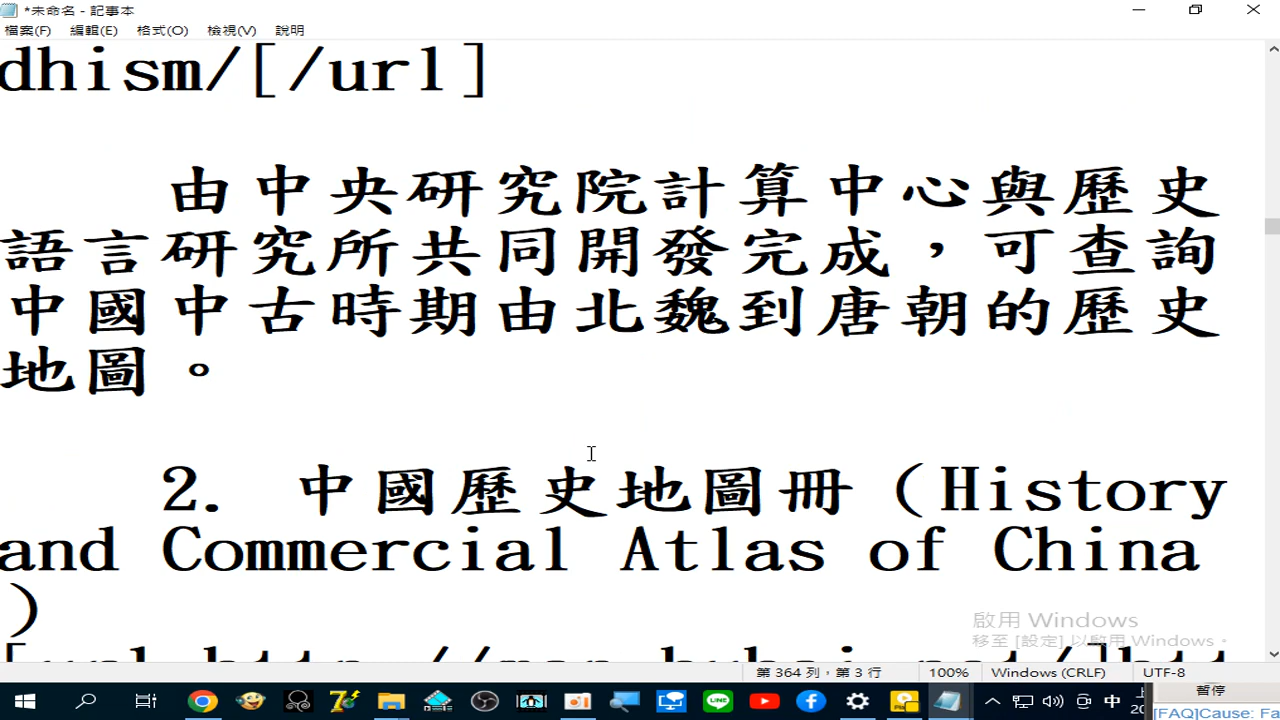 *未命名 - 記事本
檔案(F) 編輯(E) 格式(O) 檢視(V) 說明
dhism/[/url]
由中央研究院計算中心與歷史
語言研究所共同開發完成，可查詢
中國中古時期由北魏到唐朝的歷史
地圖。
2. 中國歷史地圖冊（History
and Commercial Atlas of China
）
啟用 Windows
移至 [設定] 以啟用 Windows。
第 364 列，第 3 行 100% Windows (CRLF) UTF-8
暫停
中
[FAQ]Cause: Fa